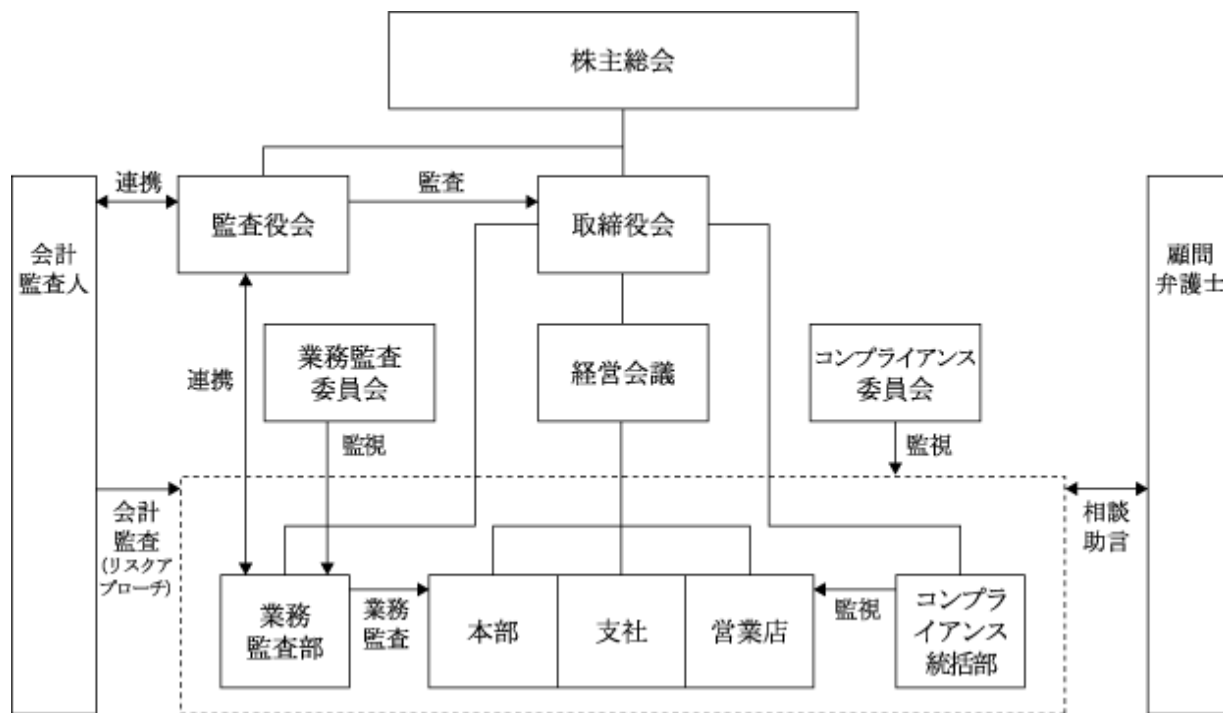 株主総会
連携
監査
監査役会
取締役会
会計
監査人
顧問
弁護士
業務監査
委員会
経営会議
コンプライアンス
委員会
連携
監視
監視
会計
監査
(リスクア
プローチ)
相談
助言
業務
監査部
業務
監査
本部
支社
営業店
監視
コンプラ
イアンス
統括部